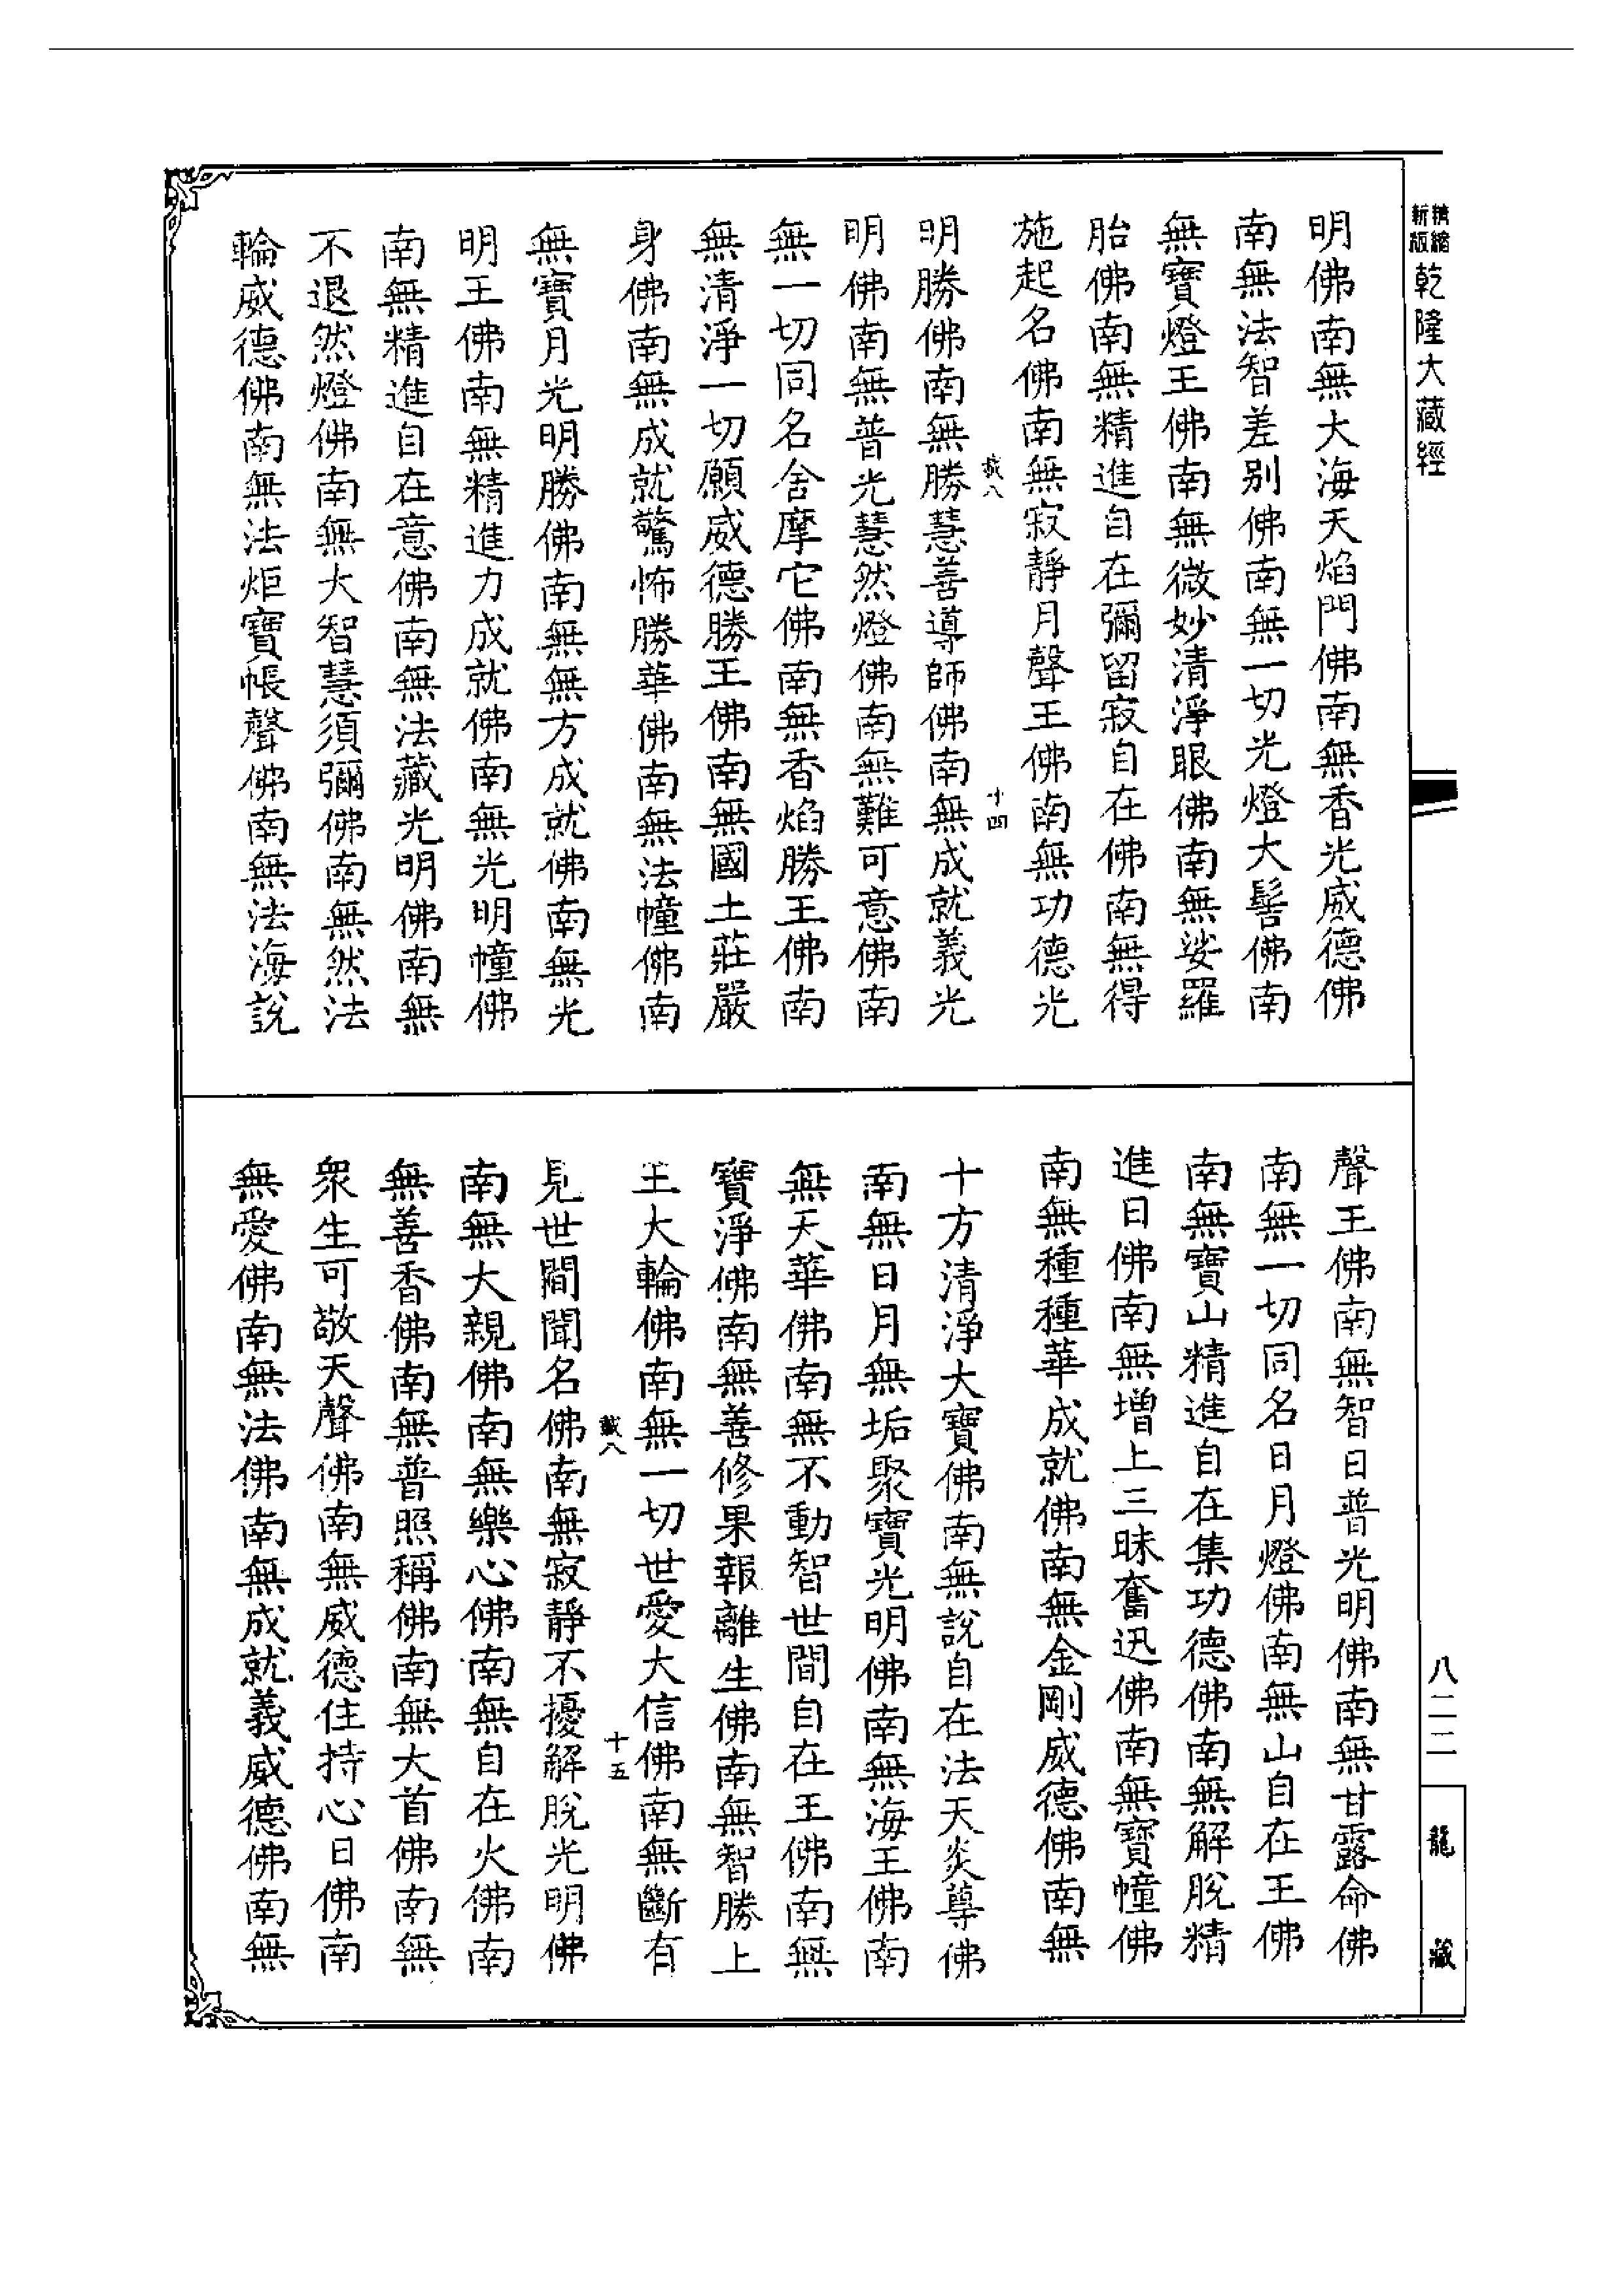 精縮新版乾隆大藏經
明佛南無大海天焰門佛南無香光威德佛
南無法智差別佛南無一切光燈大髻佛南
無寶燈王佛南無微妙清淨眼佛南無娑羅
胎佛南無精進自在彌留寂自在佛南無得
施起名佛南無寂靜月聲王佛南無功德光
十四
明勝佛南無勝慧善導師佛南無成就義光
明佛南無普光慧然燈佛南無難可意佛南
無一切同名舍摩它佛南無香焰勝王佛南
無清淨一切願威德勝王佛南無國土莊嚴
身佛南無成就驚怖勝華佛南無法幢佛南
無寶月光明勝佛南無無方成就佛南無光
明王佛南無精進力成就佛南無光明幢佛
南無精進自在意佛南無法藏光明佛南無
不退然燈佛南無大智慧須彌佛南無然法
輪威德佛南無法炬寶帳聲佛南無法海說
聲王佛南無智日普光明佛南無甘露命佛
南無一切同名日月燈佛南無山自在王佛
南無寶山精進自在集功德佛南無解脫精
進日佛南無增上三昧奮迅佛南無寶幢佛
南無種種華成就佛南無金剛威德佛南無
十方清淨大寶佛南無說自在法天炎尊佛
南無日月無垢聚寶光明佛南無海王佛南
無天華佛南無不動智世間自在王佛南無
寶淨佛南無善修果報離生佛南無智勝上
王大輪佛南無一切世愛大信佛南無斷有
十五
見世間聞名佛南無寂靜不擾解脫光明佛
南無大親佛南無樂心佛南無自在火佛南
無善香佛南無普照稱佛南無大首佛南無
眾生可敬天聲佛南無威德住持心日佛南
無愛佛南無法佛南無成就義威德佛南無
八二二
龍藏